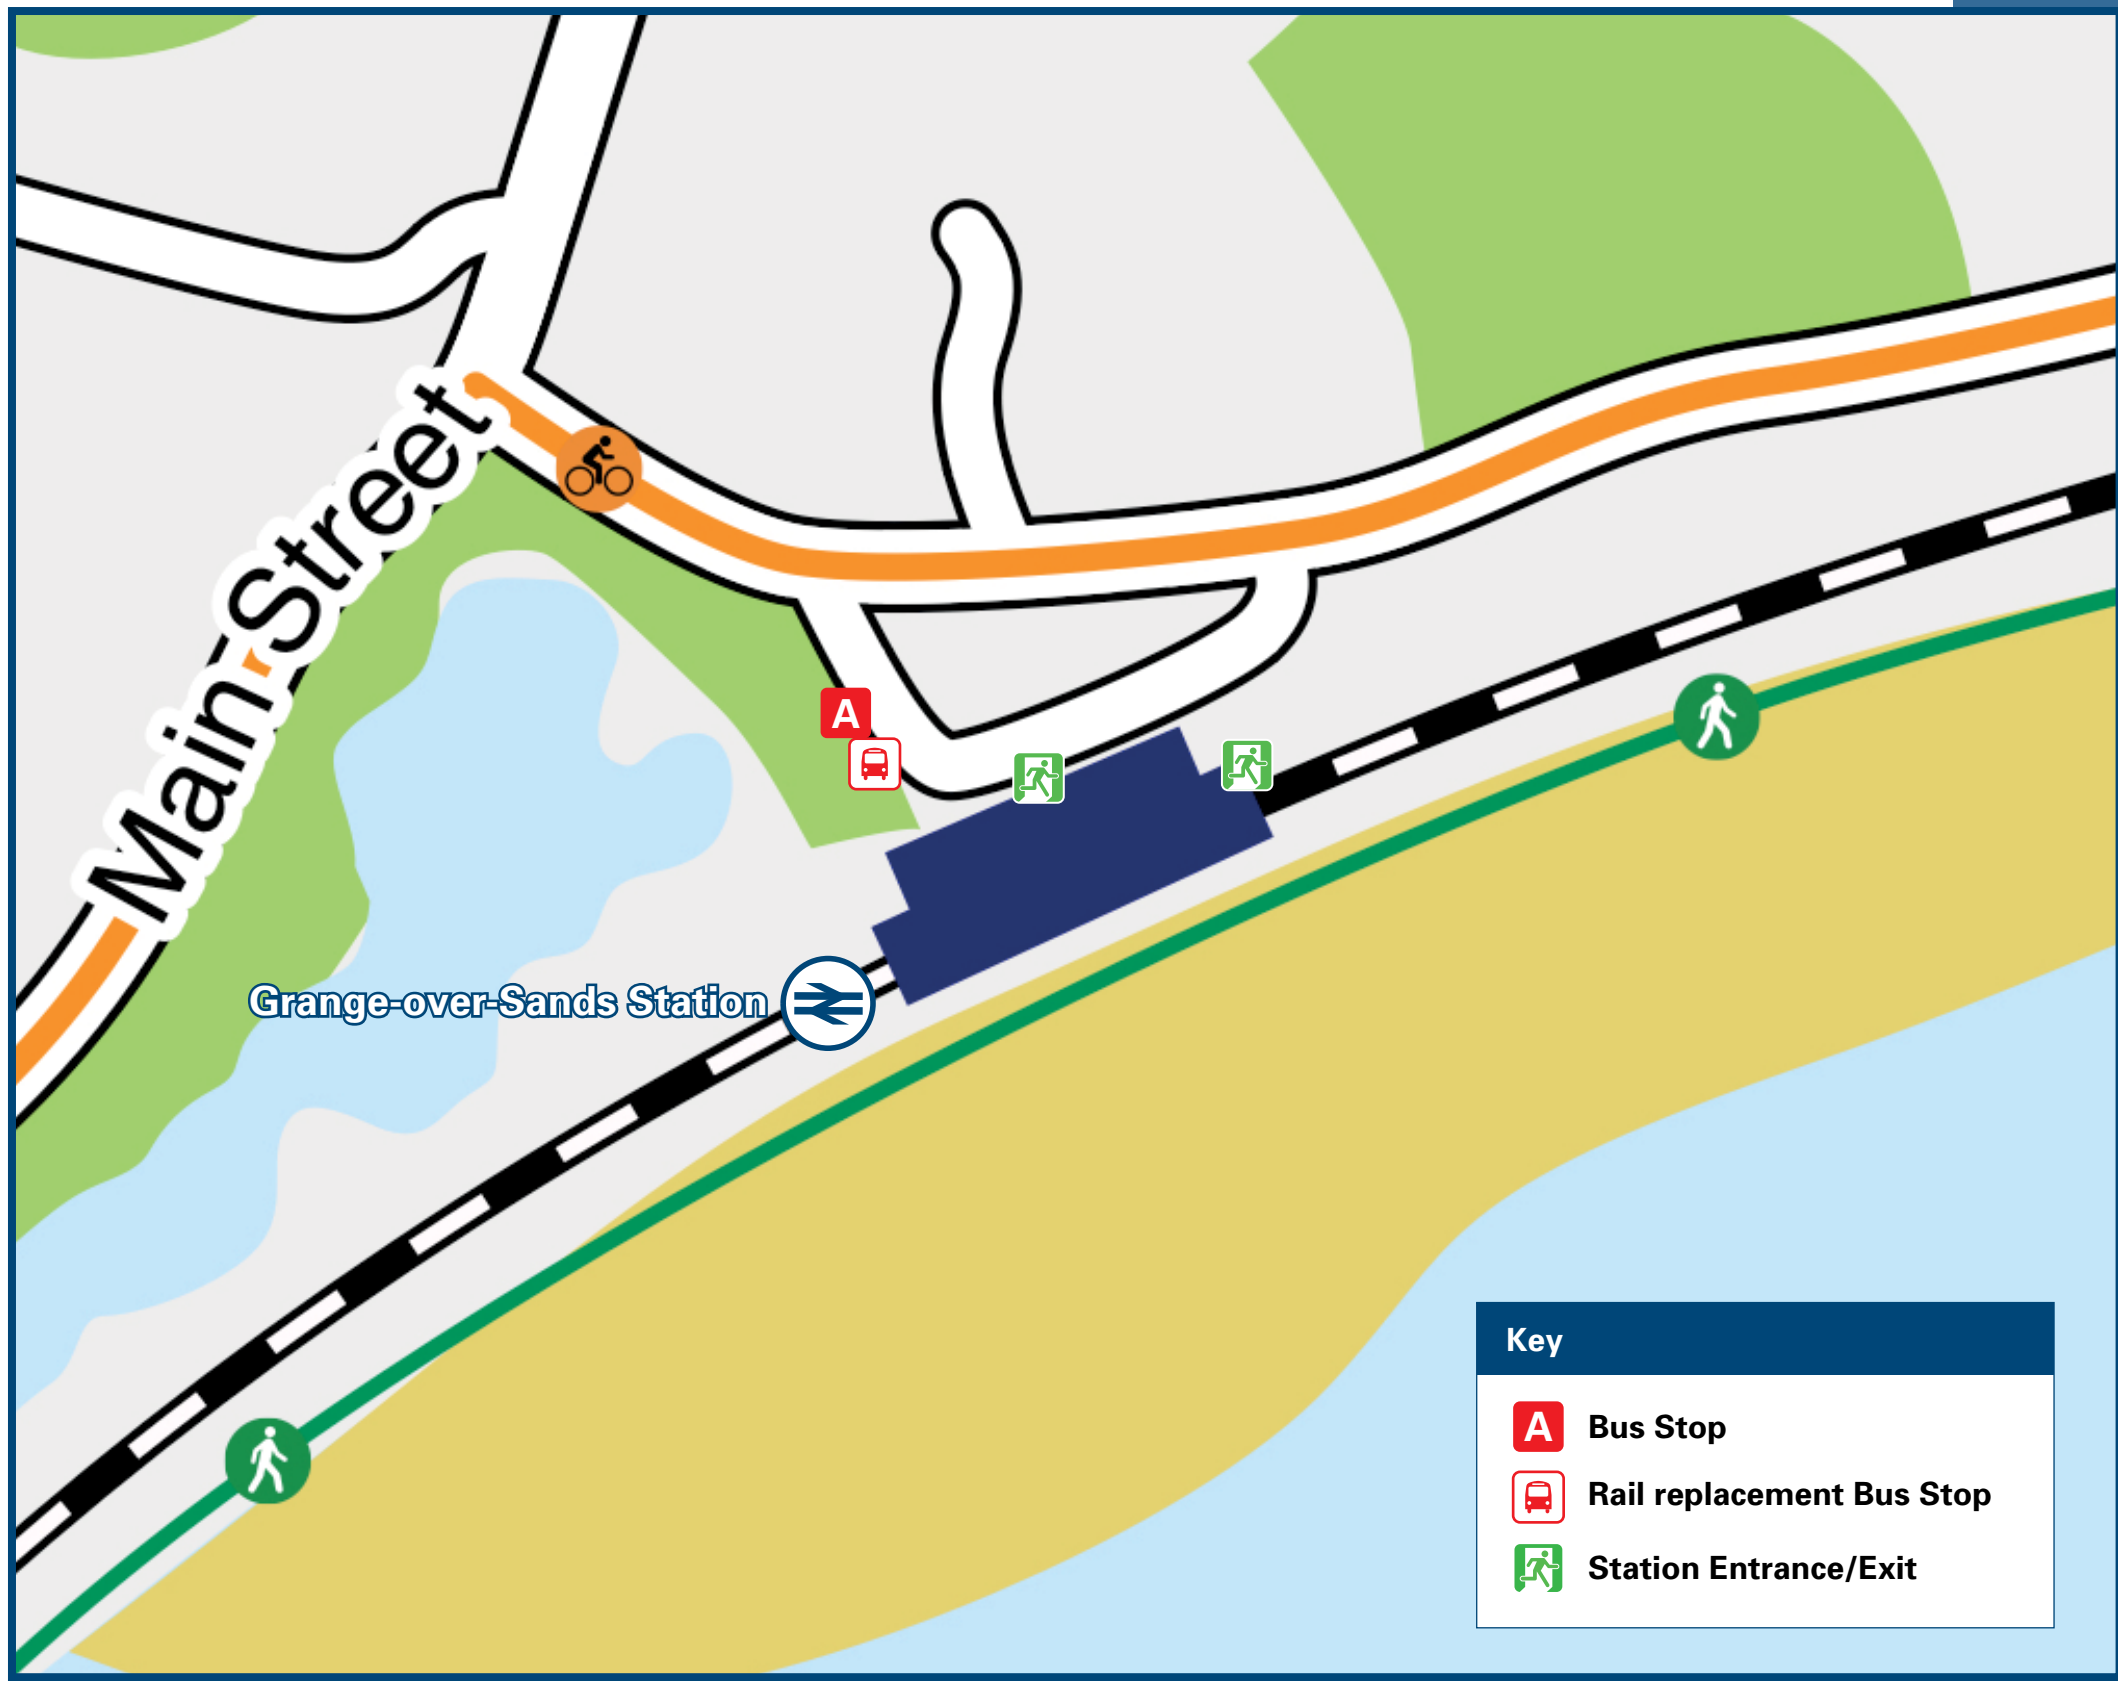 Main Street
A
Grange-over-Sands Station
Key
A Bus Stop
Rail replacement Bus Stop
Station Entrance/Exit